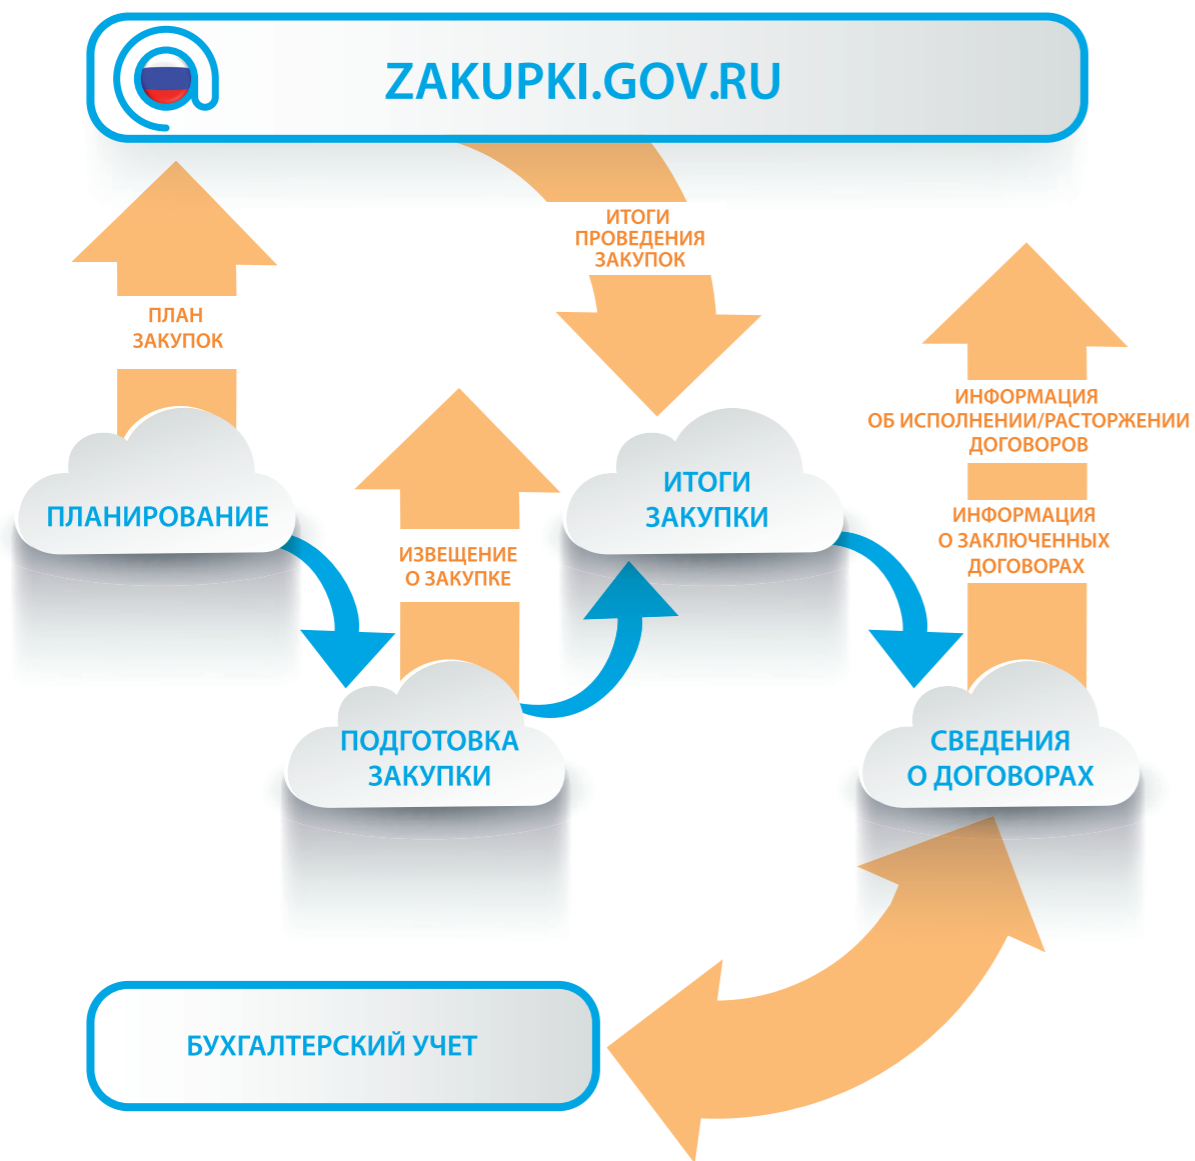 ZAKUPKI.GOV.RU
ИТОГИ
ПРОВЕДЕНИЯ
ЗАКУПОК
ПЛАН
ЗАКУПОК
ИНФОРМАЦИЯ
ОБ ИСПОЛНЕНИИ/РАСТОРЖЕНИИ
ДОГОВОРОВ
ПЛАНИРОВАНИЕ
ИЗВЕЩЕНИЕ
О ЗАКУПКЕ
ИТОГИ
ЗАКУПКИ
ИНФОРМАЦИЯ
О ЗАКЛЮЧЕННЫХ
ДОГОВОРАХ
ПОДГОТОВКА
ЗАКУПКИ
СВЕДЕНИЯ
О ДОГОВОРАХ
БУХГАЛТЕРСКИЙ УЧЕТ